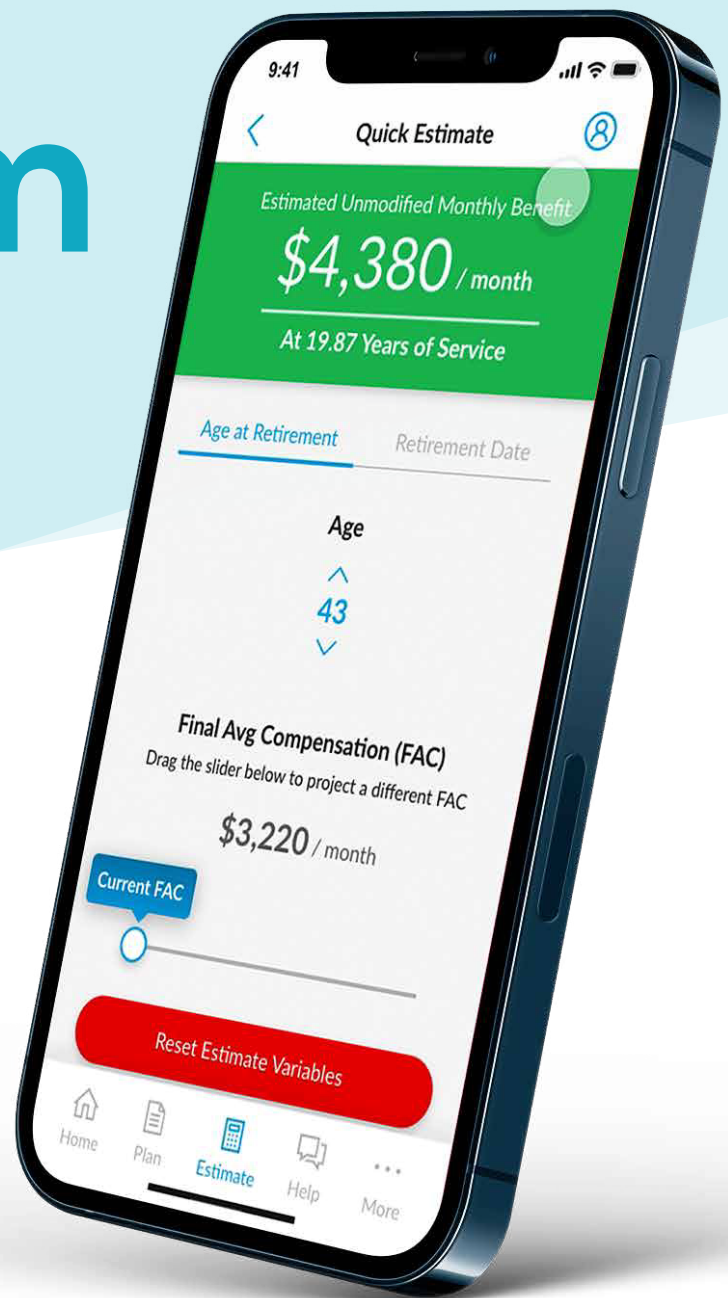 m
9:41
Quick Estimate
Estimated Unmodified Monthly Benefit
$4,380 / month
At 19.87 Years of Service
Age at Retirement
Retirement Date
Age
43
Final Avg Compensation (FAC)
Drag the slider below to project a different FAC
$3,220 / month
Current FAC
Reset Estimate Variables
Home
Plan
Estimate
Help
More